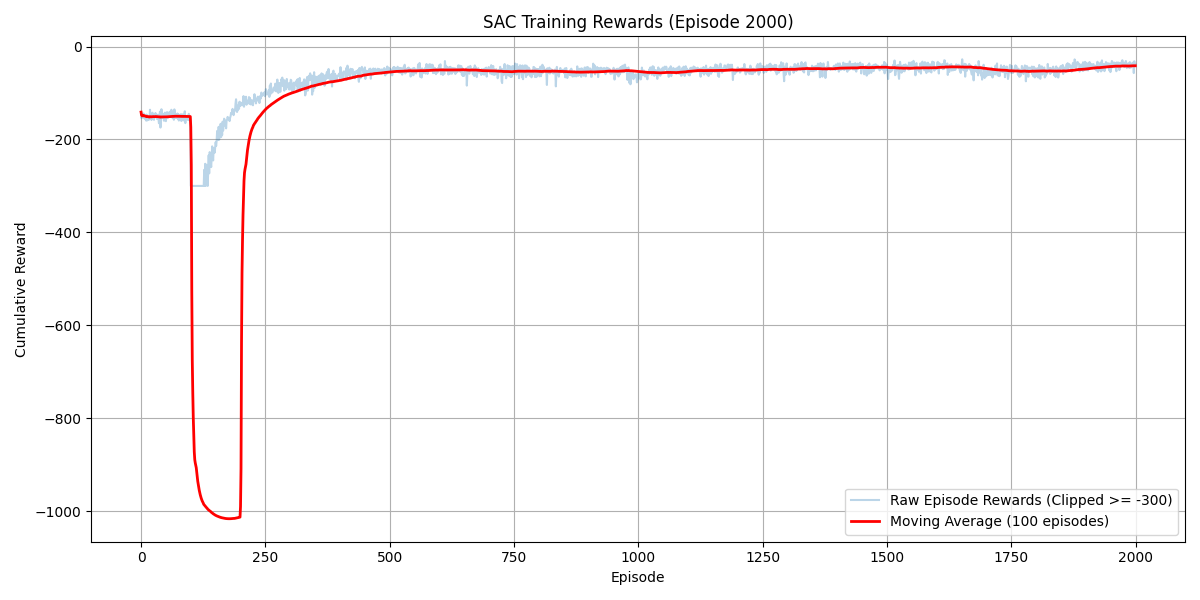 SAC Training Rewards (Episode 2000)
Cumulative Reward
0
−200
−400
−600
−800
−1000
0 250 500 750 1000 1250 1500 1750 2000
Episode
Raw Episode Rewards (Clipped >= -300)
Moving Average (100 episodes)